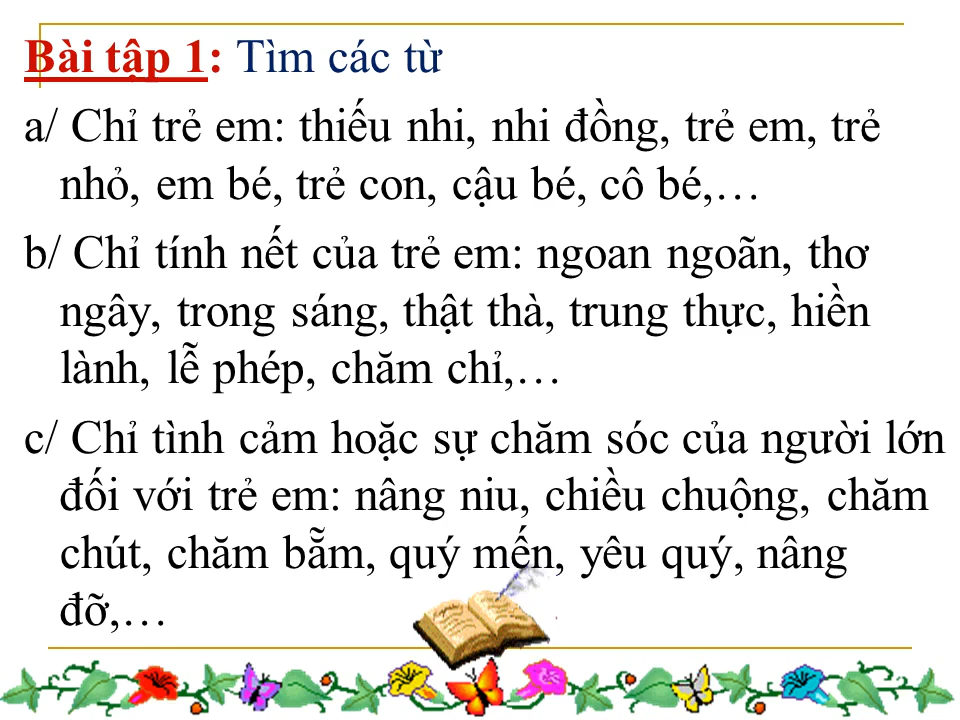 Bài tập 1: Tìm các từ
a/ Chỉ trẻ em: thiếu nhi, nhi đồng, trẻ em, trẻ
nhỏ, em bé, trẻ con, cậu bé, cô bé,…
b/ Chỉ tính nết của trẻ em: ngoan ngoãn, thơ
ngây, trong sáng, thật thà, trung thực, hiền
lành, lễ phép, chăm chỉ,…
c/ Chỉ tình cảm hoặc sự chăm sóc của người lớn
đối với trẻ em: nâng niu, chiều chuộng, chăm
chút, chăm bẵm, quý mến, yêu quý, nâng
đỡ,…